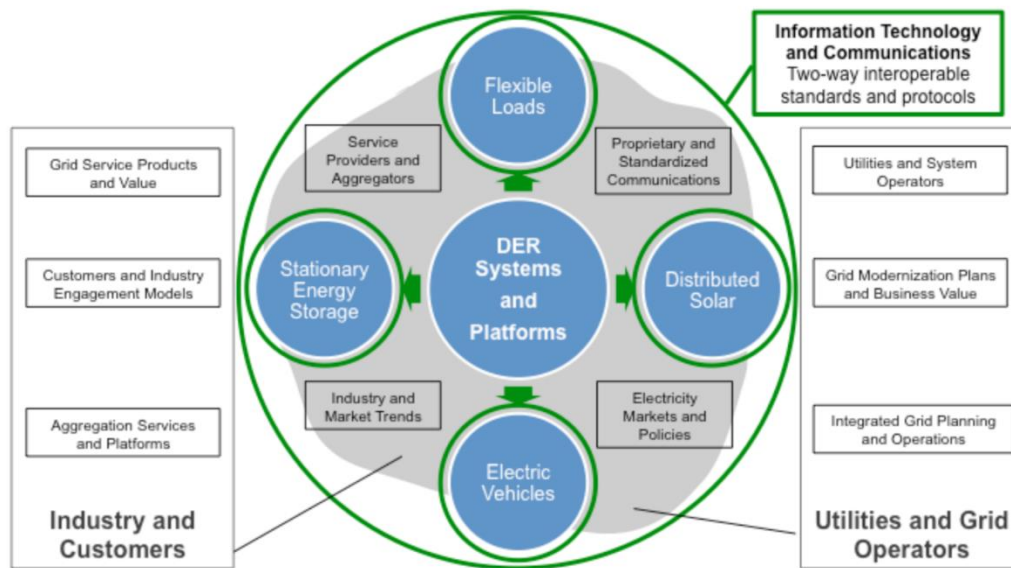 Information Technology
and Communications
Two-way interoperable
standards and protocols
Flexible
Loads
Service
Providers and
Aggregators
Proprietary and
Standardized
Communications
Grid Service Products
and Value
Utilities and System
Operators
DER
Systems
and
Platforms
Stationary
Energy
Storage
Distributed
Solar
Customers and Industry
Engagement Models
Grid Modernization Plans
and Business Value
Industry and
Market Trends
Electricity
Markets and
Policies
Aggregation Services
and Platforms
Integrated Grid Planning
and Operations
Electric
Vehicles
Industry and
Customers
Utilities and Grid
Operators